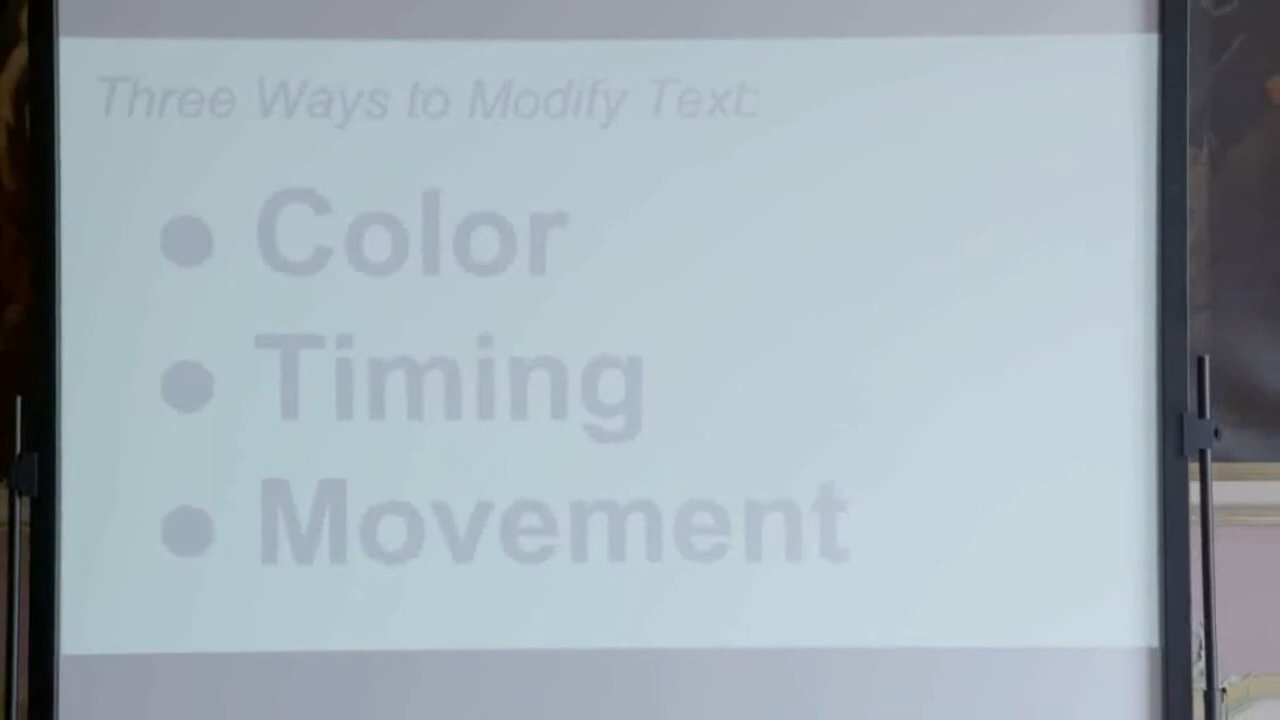 Three Ways to Modify Text:
● Color
● Timing
● Movement